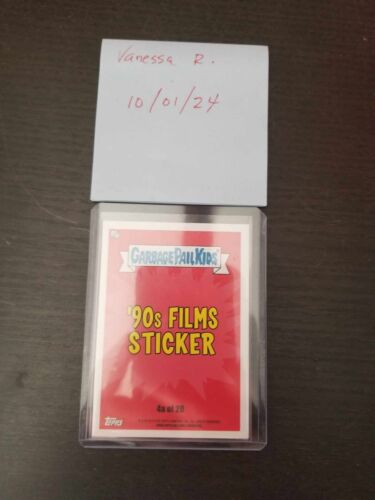 Vanessa R.
10/01/24
GARBAGE PAIL KIDS
'90s FILMS
STICKER
4a of 20
TOPPS